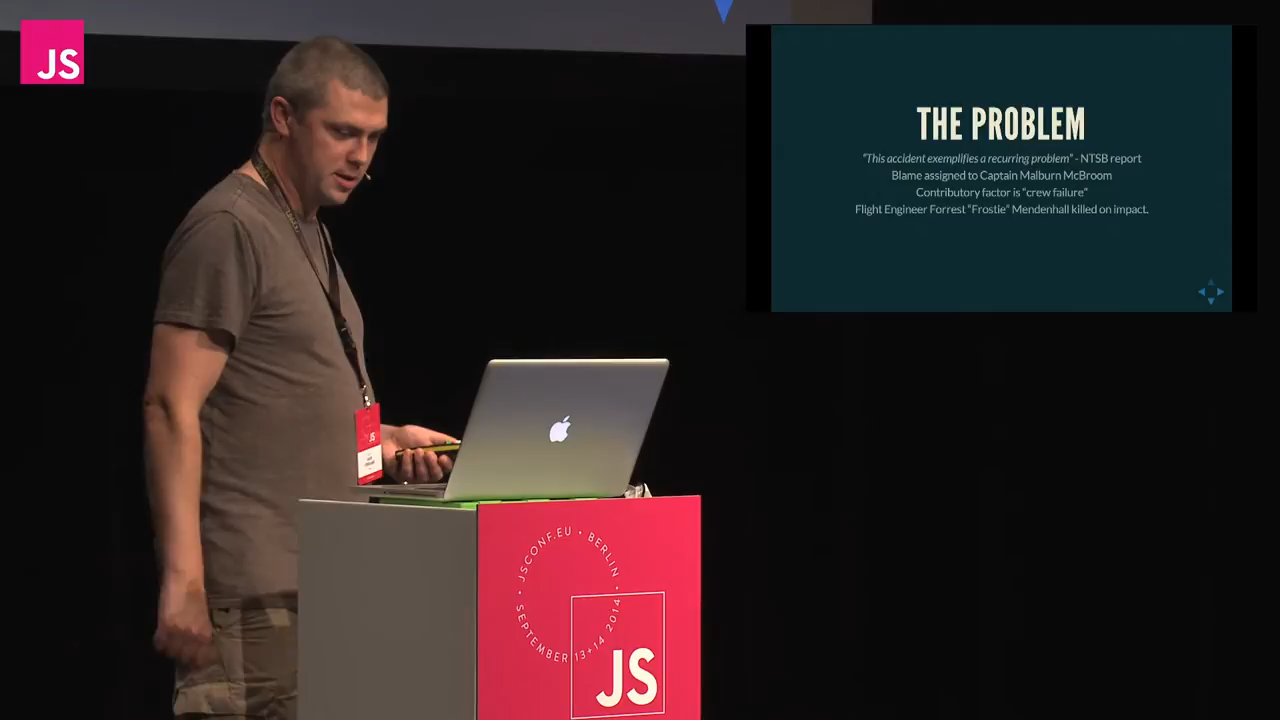 JS
THE PROBLEM
"This accident exemplifies a recurring problem" - NTSB report
Blame assigned to Captain Malburn McBroom
Contributory factor is "crew failure"
Flight Engineer Forrest "Frostie" Mendenhall killed on impact.
JS
• JSCONF.EU • BERLIN •
SEPTEMBER 13+14 2014
JS